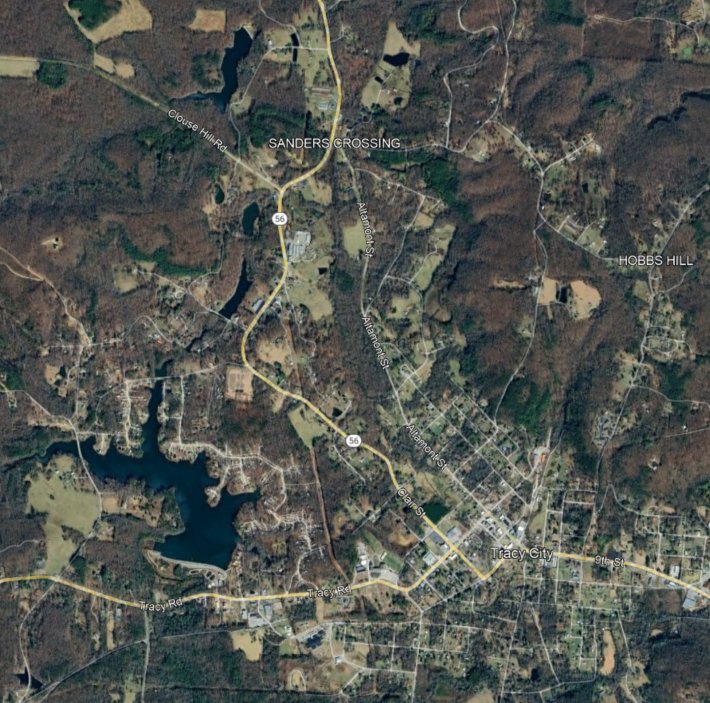 Clouse Hill Rd
SANDERS CROSSING
56
Altamont St
HOBBS HILL
Altamont St
56
Altamont St
Clair St
Tracy City
9th St
Tracy Rd
Tracy Rd